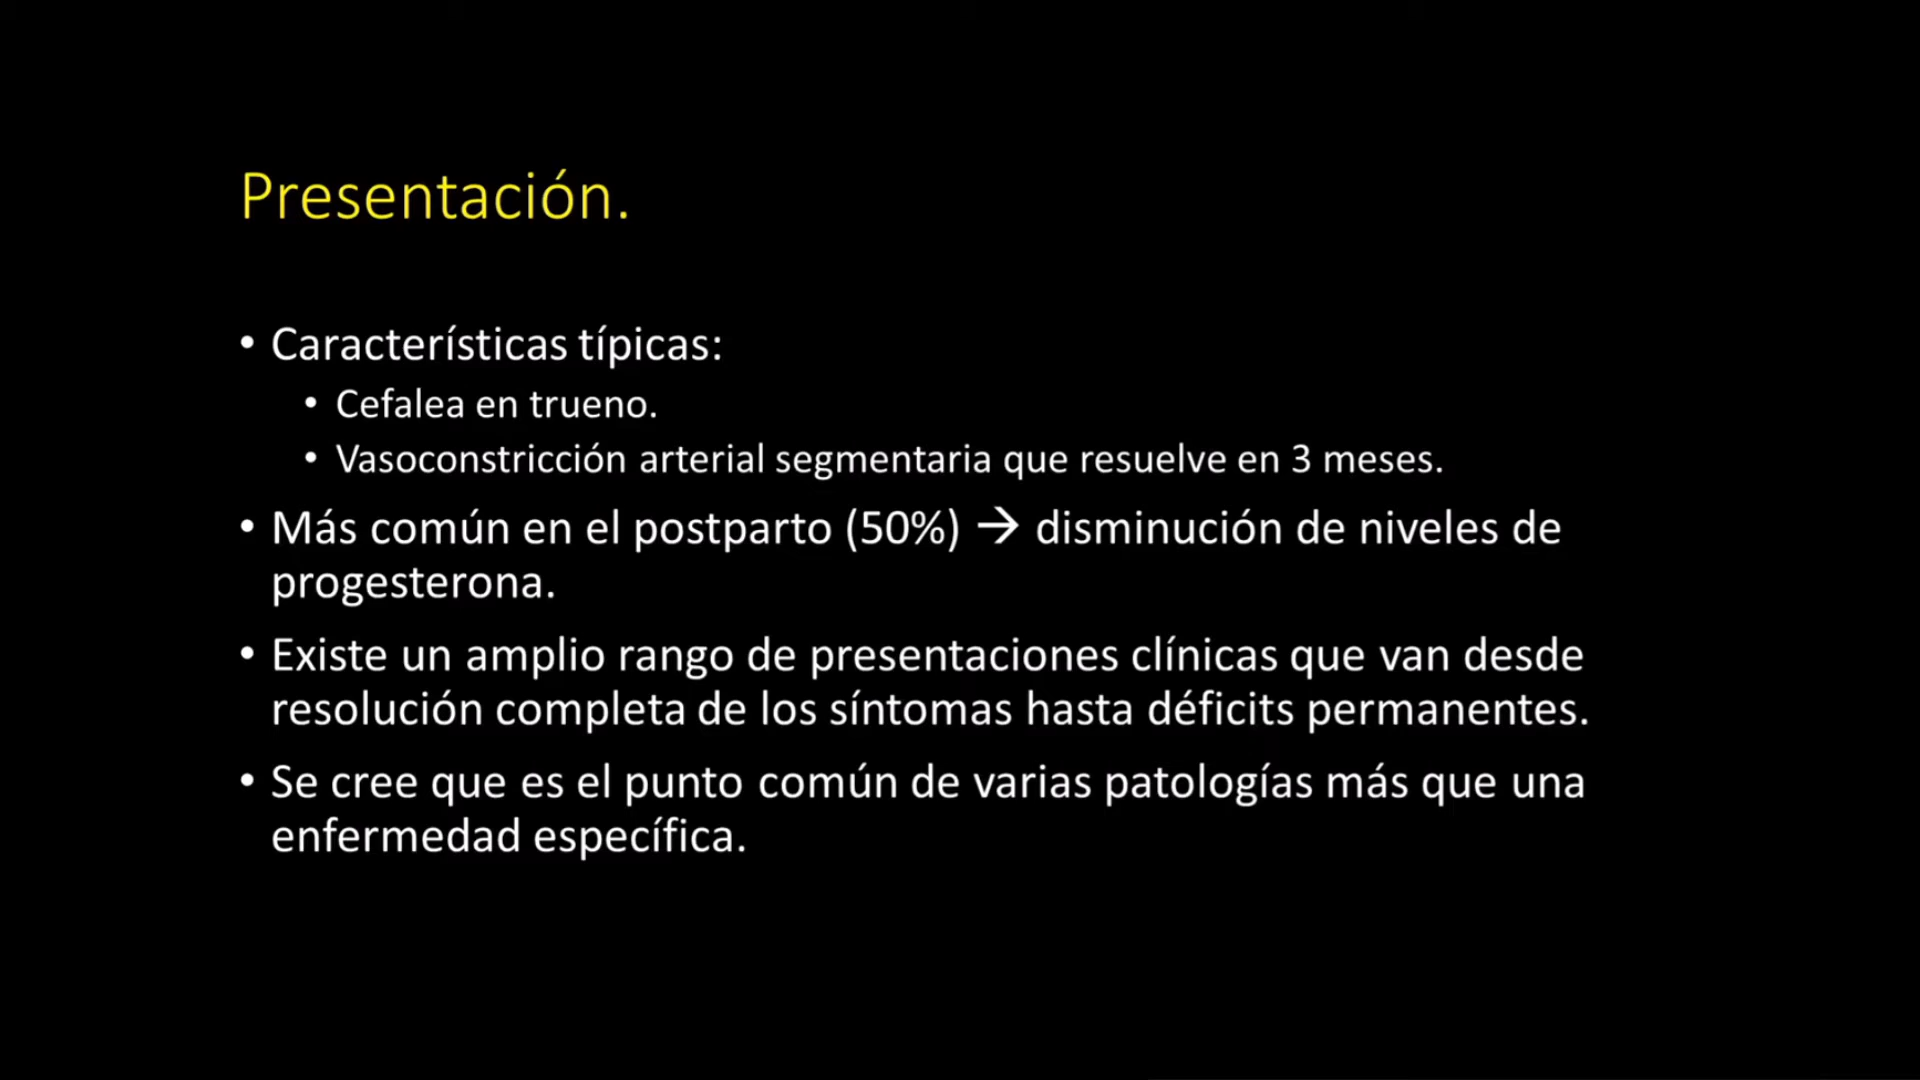 Presentación.
• Características típicas:
• Cefalea en trueno.
• Vasoconstricción arterial segmentaria que resuelve en 3 meses.
• Más común en el postparto (50%) → disminución de niveles de
progesterona.
• Existe un amplio rango de presentaciones clínicas que van desde
resolución completa de los síntomas hasta déficits permanentes.
• Se cree que es el punto común de varias patologías más que una
enfermedad específica.